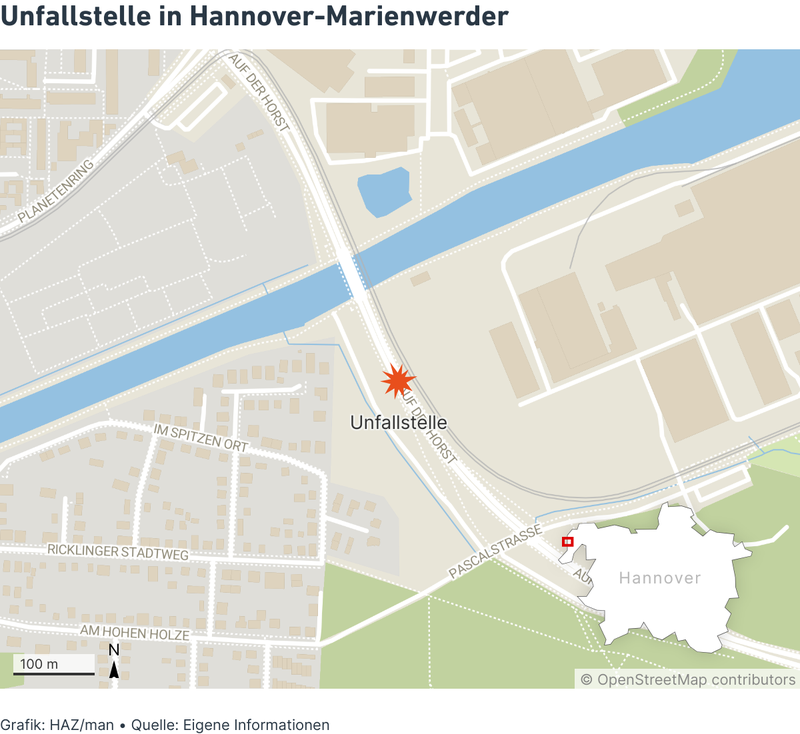 Unfallstelle in Hannover-Marienwerder
AUF DER HORST
PLANETENRING
Unfallstelle
AUF DER HORST
IM SPITZEN ORT
PASCALSTRASSE
RICKLINGER STADTWEG
AUF
Hannover
AM HOHEN HOLZE
N
100 m
© OpenStreetMap contributors
Grafik: HAZ/man • Quelle: Eigene Informationen